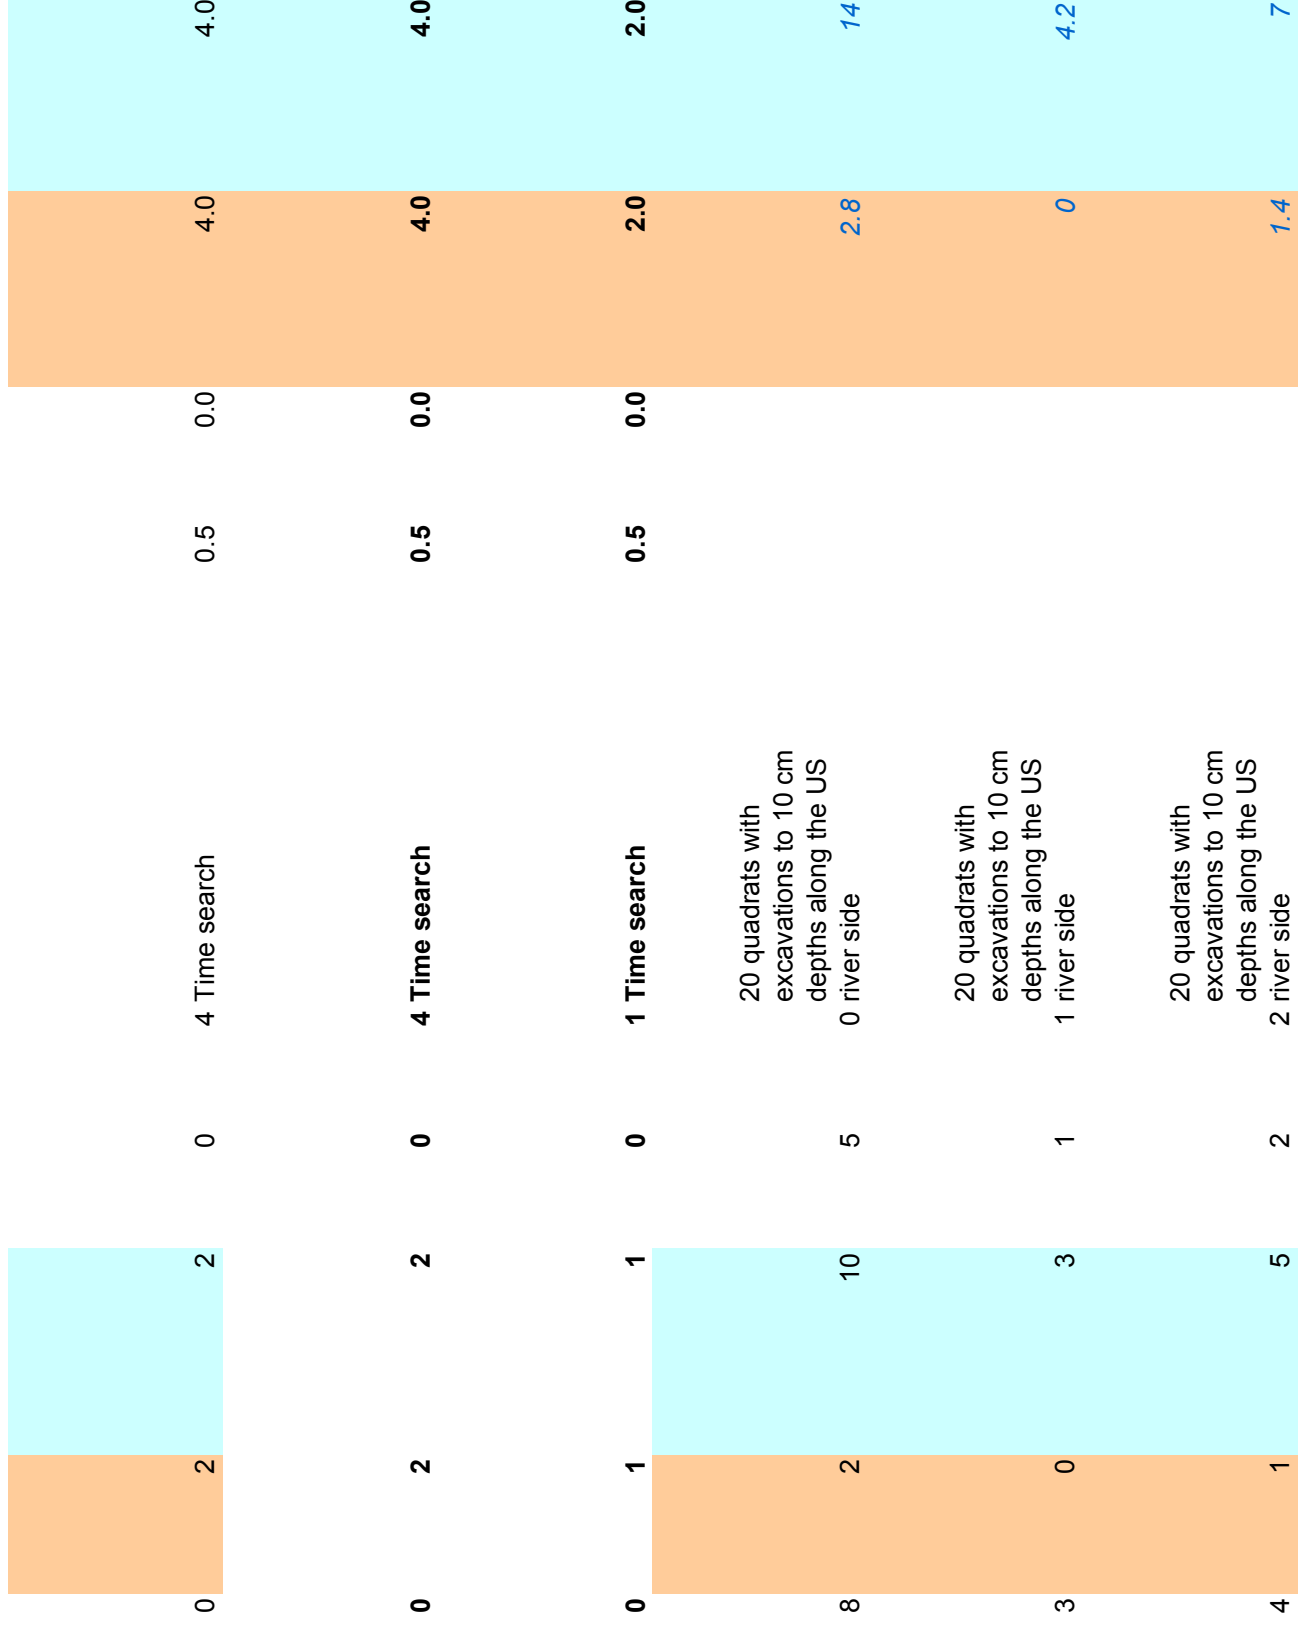 0 2 2 0 4 Time search 0.5 0.0 4.0 4.0
0 2 2 0 4 Time search 0.5 0.0 4.0 4.0
0 1 1 0 1 Time search 0.5 0.0 2.0 2.0
20 quadrats with
excavations to 10 cm
depths along the US
8 2 10 5 0 river side 2.8 14
20 quadrats with
excavations to 10 cm
depths along the US
3 0 3 1 1 river side 0 4.2
20 quadrats with
excavations to 10 cm
depths along the US
4 1 5 2 2 river side 1.4 7